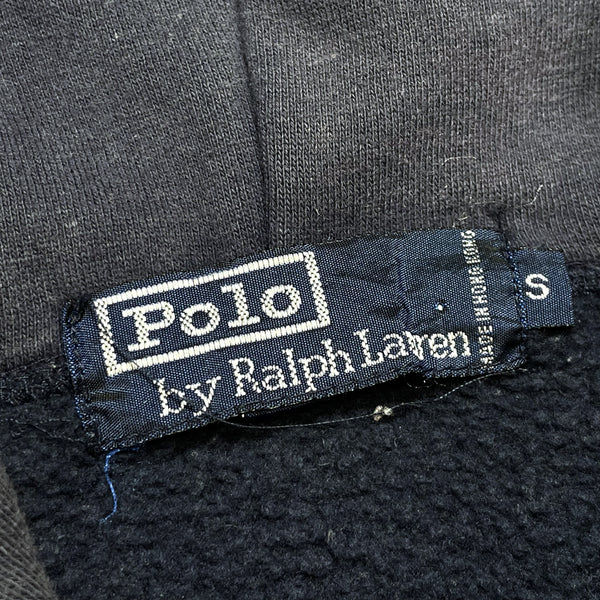 Polo
by Ralph Lauren
MADE IN HONG KONG
S